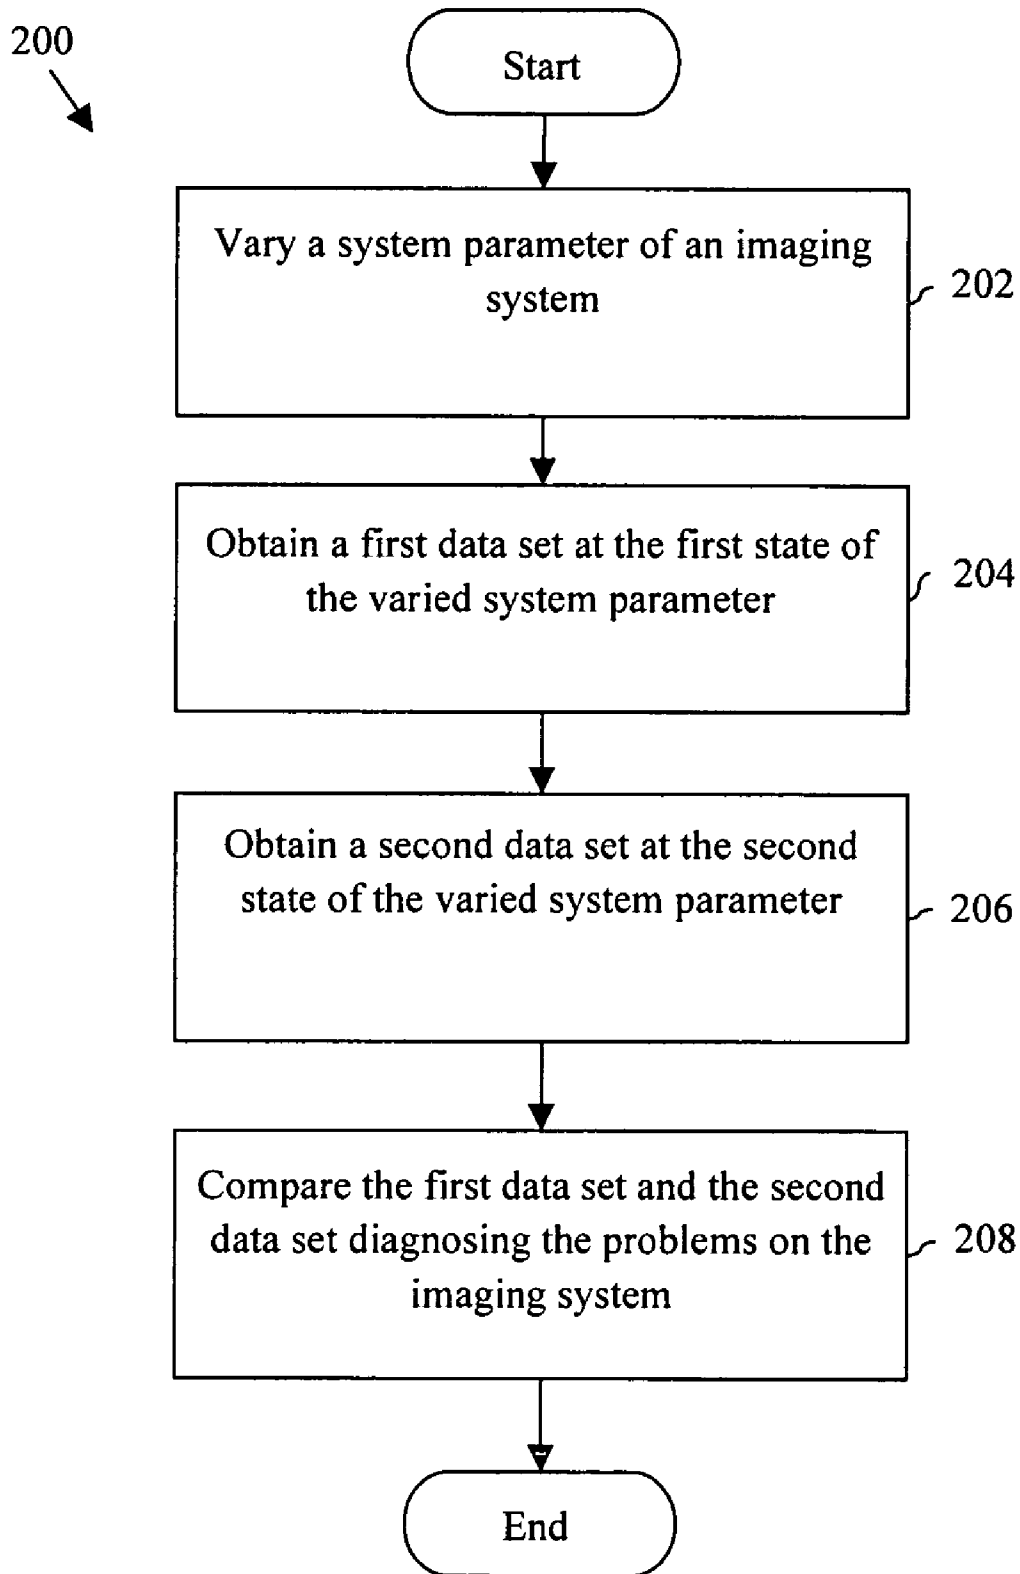 200
Start
Vary a system parameter of an imaging
system
202
Obtain a first data set at the first state of
the varied system parameter
204
Obtain a second data set at the second
state of the varied system parameter
206
Compare the first data set and the second
data set diagnosing the problems on the
imaging system
208
End